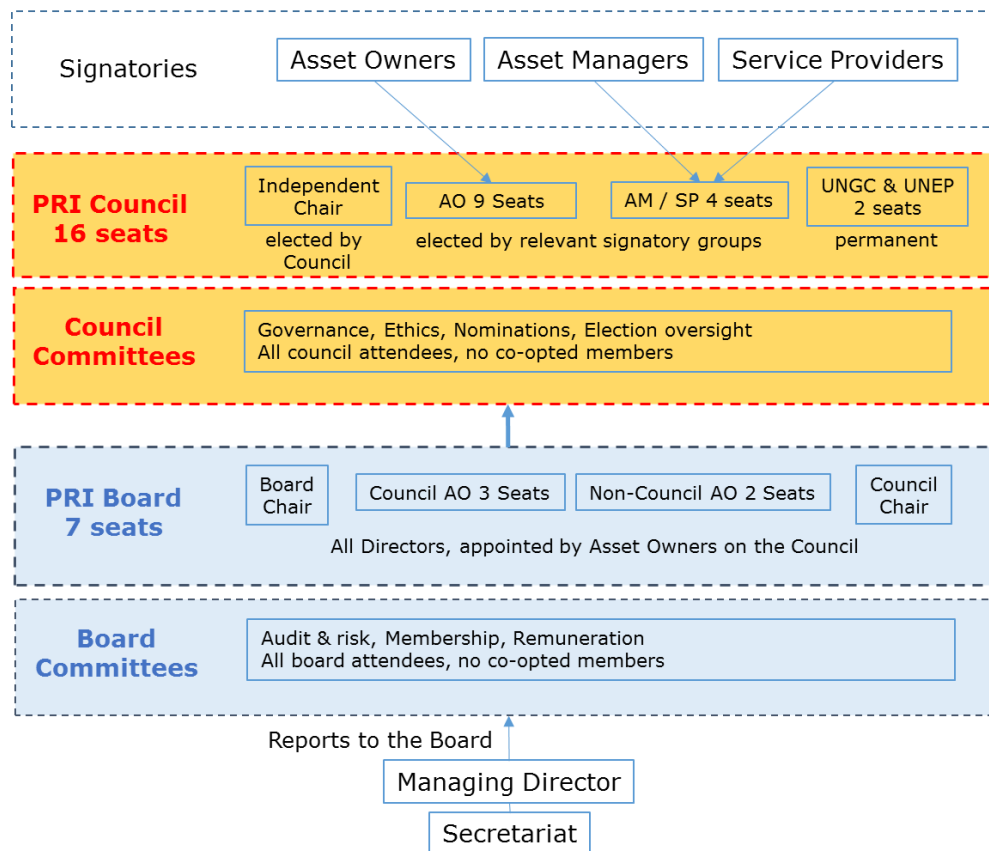 Signatories
Asset Owners
Asset Managers
Service Providers
PRI Council
16 seats
Independent
Chair
elected by
Council
AO 9 Seats
AM / SP 4 seats
elected by relevant signatory groups
UNGC & UNEP
2 seats
permanent
Council
Committees
Governance, Ethics, Nominations, Election oversight
All council attendees, no co-opted members
PRI Board
7 seats
Board
Chair
Council AO 3 Seats
Non-Council AO 2 Seats
Council
Chair
All Directors, appointed by Asset Owners on the Council
Board
Committees
Audit & risk, Membership, Remuneration
All board attendees, no co-opted members
Reports to the Board
Managing Director
Secretariat